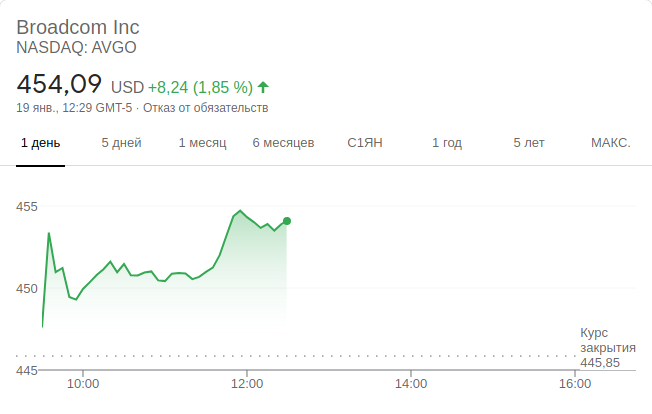 Broadcom Inc
NASDAQ: AVGO
454,09 USD +8,24 (1,85 %)
19 янв., 12:29 GMT-5 · Отказ от обязательств
1 день 5 дней 1 месяц 6 месяцев С1ЯН 1 год 5 лет МАКС.
455
450
Курс
закрытия
445,85
445
10:00 12:00 14:00 16:00